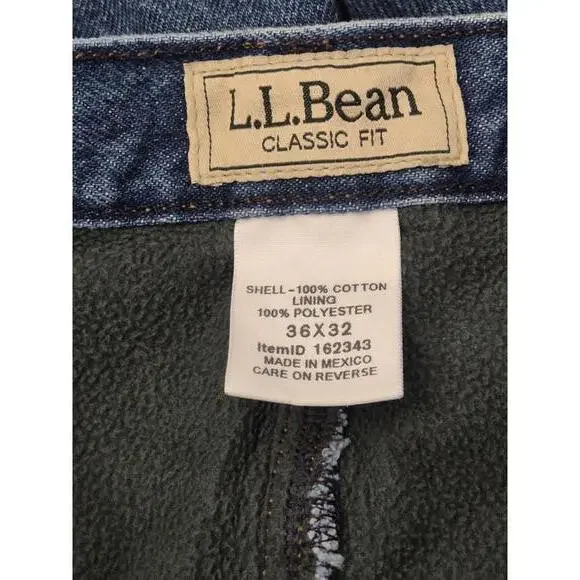 L.L.Bean
CLASSIC FIT
SHELL-100% COTTON
LINING
100% POLYESTER
36X32
ItemID 162343
MADE IN MEXICO
CARE ON REVERSE